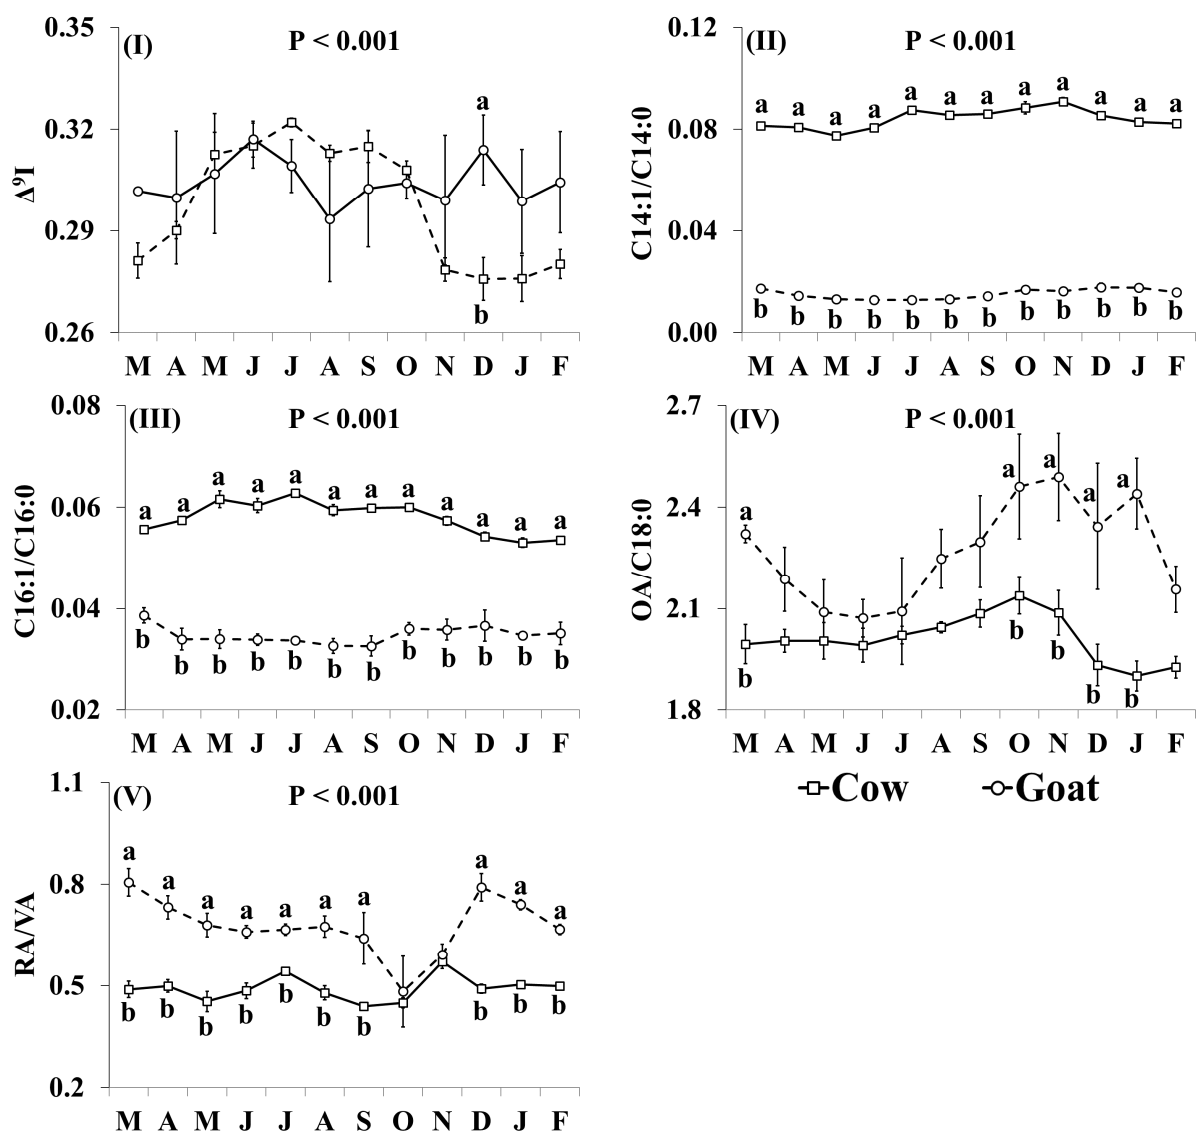 (I) P < 0.001
0.35
0.32
0.29
0.26
Δ⁹I
a
b
M A M J J A S O N D J F
(II) P < 0.001
0.12
0.08
0.04
0.00
C14:1/C14:0
a a a a a a a a a a a a
b b b b b b b b b b b b
M A M J J A S O N D J F
(III) P < 0.001
0.08
0.06
0.04
0.02
C16:1/C16:0
a a a a a a a a a a a a
b b b b b b b b b b b b
M A M J J A S O N D J F
(IV) P < 0.001
2.7
2.4
2.1
1.8
OA/C18:0
a a a a a
b b b b b
M A M J J A S O N D J F
Cow Goat
(V) P < 0.001
1.1
0.8
0.5
0.2
RA/VA
a a a a a a a a a a
b b b b b b b b b b
M A M J J A S O N D J F